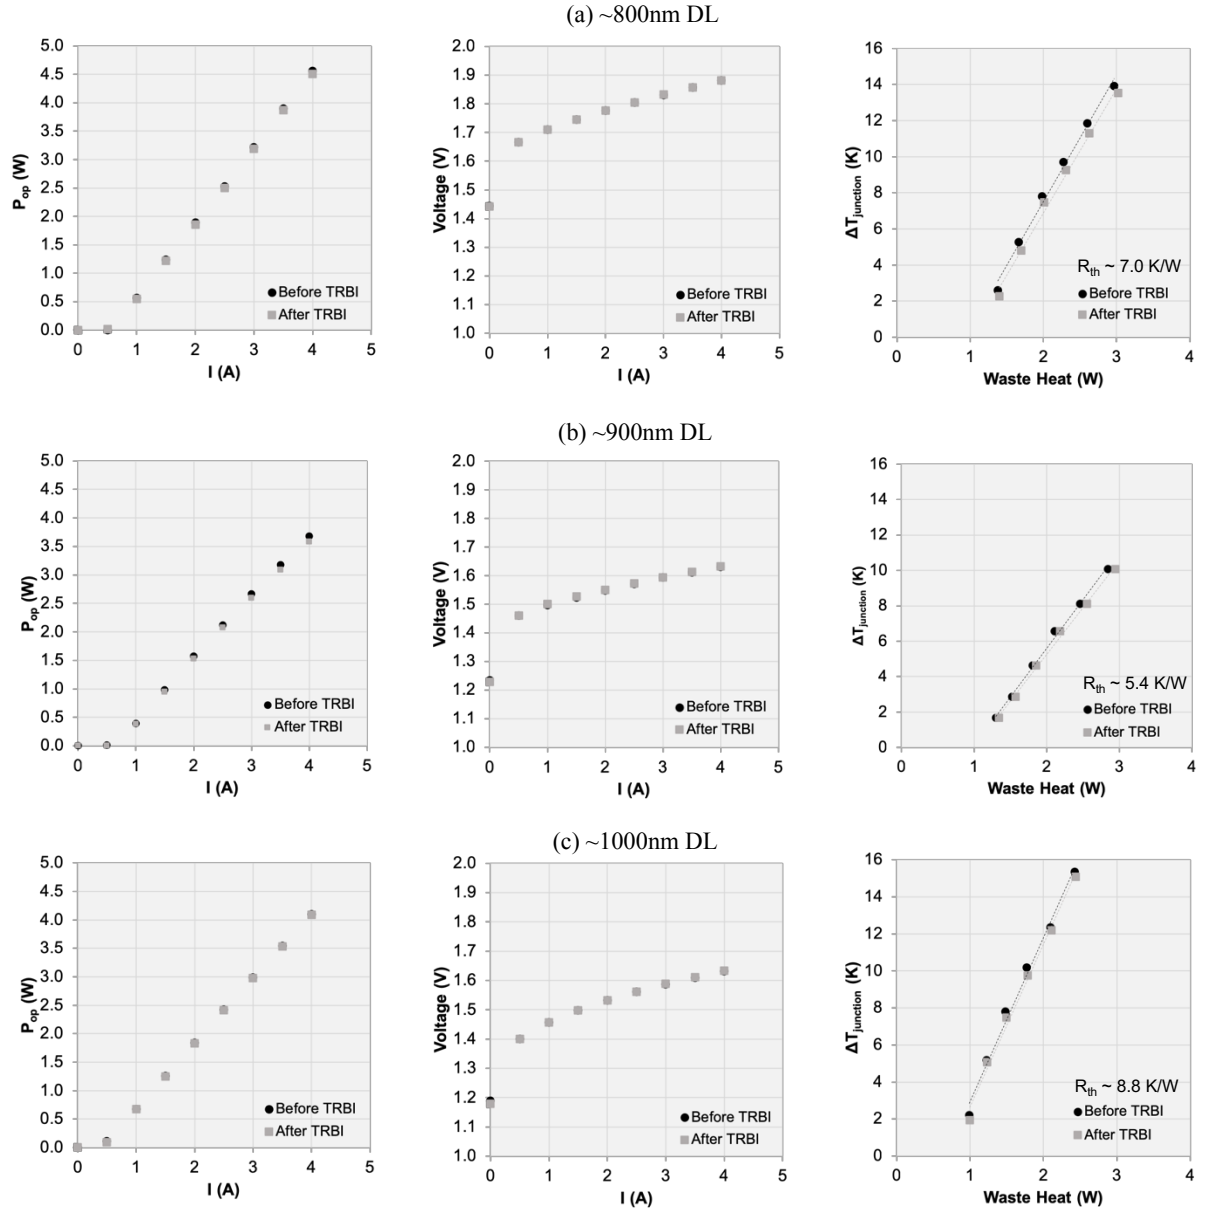 (a) ~800nm DL
5.0
4.5
4.0
3.5
3.0
2.5
2.0
1.5
1.0
0.5
0.0
0 1 2 3 4 5
P_op (W)
I (A)
Before TRBI
After TRBI
2.0
1.9
1.8
1.7
1.6
1.5
1.4
1.3
1.2
1.1
1.0
0 1 2 3 4 5
Voltage (V)
I (A)
Before TRBI
After TRBI
16
14
12
10
8
6
4
2
0
0 1 2 3 4
ΔT_junction (K)
Waste Heat (W)
R_th ~ 7.0 K/W
Before TRBI
After TRBI
(b) ~900nm DL
5.0
4.5
4.0
3.5
3.0
2.5
2.0
1.5
1.0
0.5
0.0
0 1 2 3 4 5
P_op (W)
I (A)
Before TRBI
After TRBI
2.0
1.9
1.8
1.7
1.6
1.5
1.4
1.3
1.2
1.1
1.0
0 1 2 3 4 5
Voltage (V)
I (A)
Before TRBI
After TRBI
16
14
12
10
8
6
4
2
0
0 1 2 3 4
ΔT_junction (K)
Waste Heat (W)
R_th ~ 5.4 K/W
Before TRBI
After TRBI
(c) ~1000nm DL
5.0
4.5
4.0
3.5
3.0
2.5
2.0
1.5
1.0
0.5
0.0
0 1 2 3 4 5
P_op (W)
I (A)
Before TRBI
After TRBI
2.0
1.9
1.8
1.7
1.6
1.5
1.4
1.3
1.2
1.1
1.0
0 1 2 3 4 5
Voltage (V)
I (A)
Before TRBI
After TRBI
16
14
12
10
8
6
4
2
0
0 1 2 3 4
ΔT_junction (K)
Waste Heat (W)
R_th ~ 8.8 K/W
Before TRBI
After TRBI